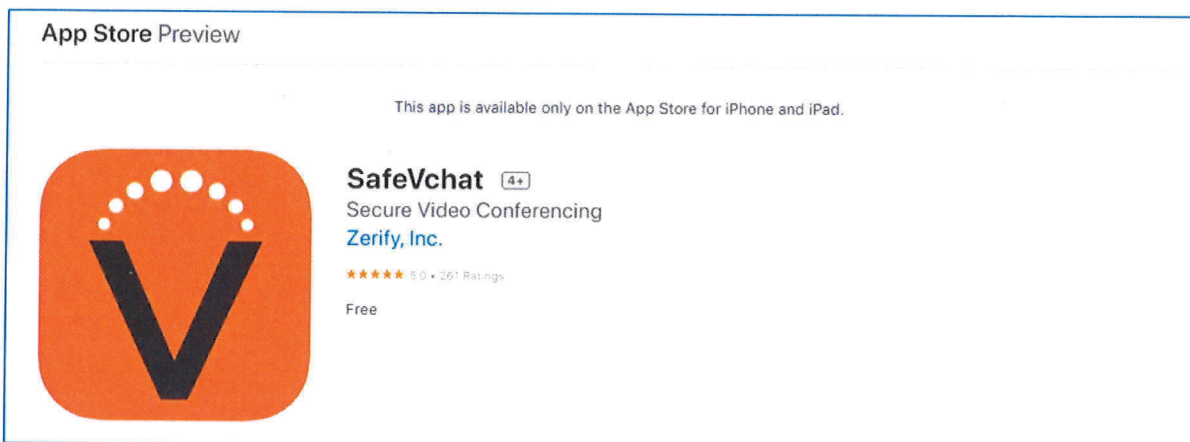 App Store Preview
This app is available only on the App Store for iPhone and iPad.
SafeVchat 4+
Secure Video Conferencing
Zerify, Inc.
★★★★★ 5.0 • 261 Ratings
Free
V